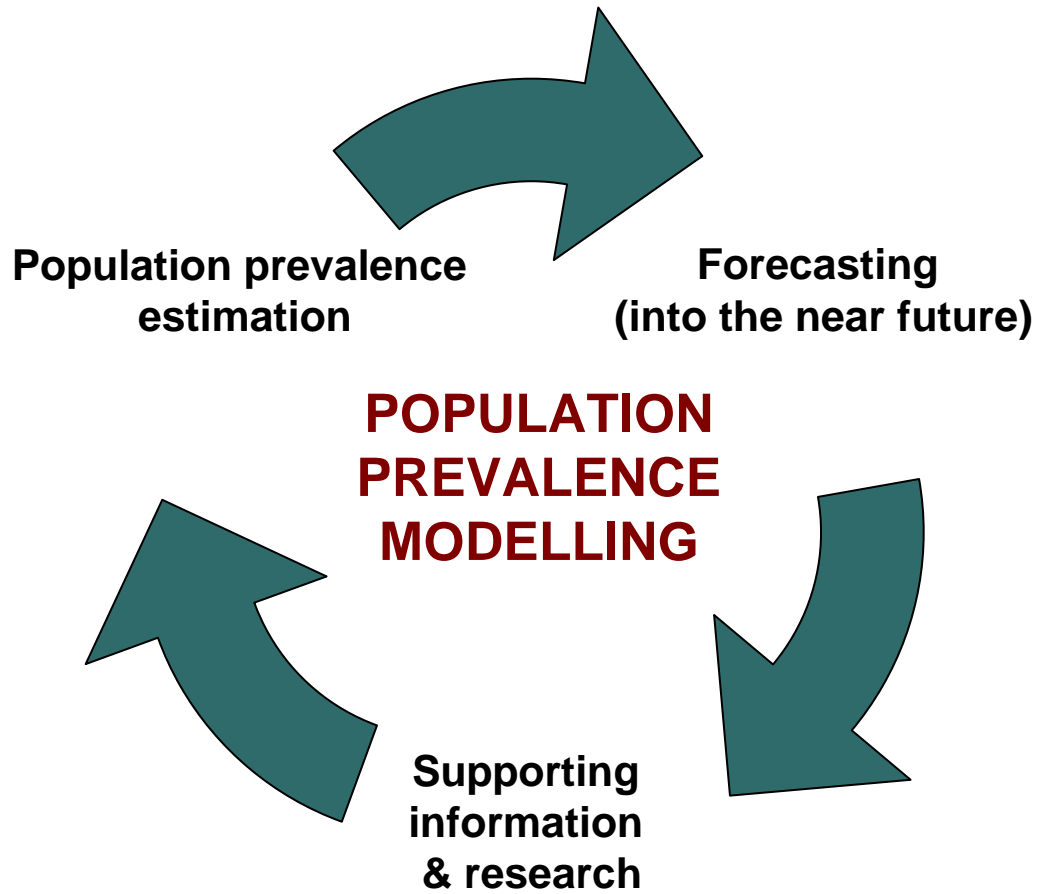 Population prevalence
estimation
Forecasting
(into the near future)
POPULATION
PREVALENCE
MODELLING
Supporting
information
& research